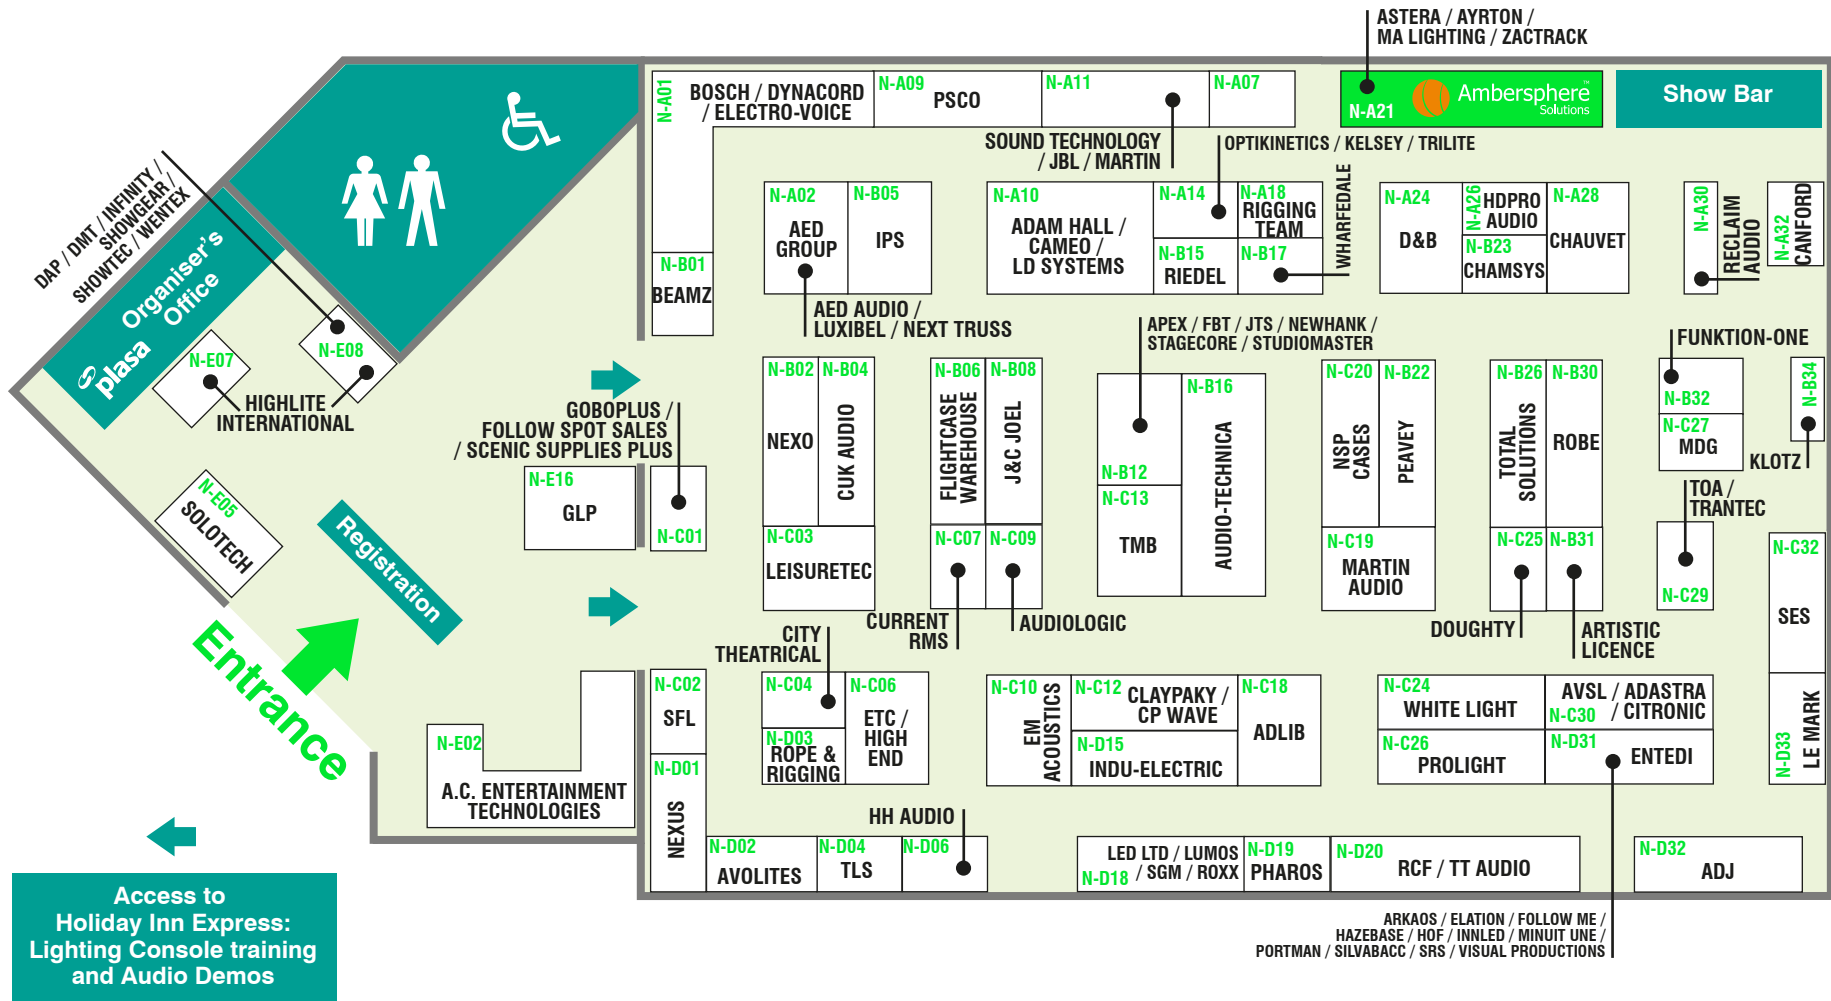 ASTERA / AYRTON /
MA LIGHTING / ZACTRACK
N-A01
BOSCH / DYNACORD
/ ELECTRO-VOICE
N-A09
PSCO
N-A11
N-A07
SOUND TECHNOLOGY
/ JBL / MARTIN
N-A21
Ambersphere™
Solutions
Show Bar
OPTIKINETICS / KELSEY / TRILITE
DAP / DMT / INFINITY /
SHOWGEAR /
SHOWTEC / WENTEX
Organiser's
Office
plasa
N-E07
N-E08
HIGHLITE
INTERNATIONAL
N-B01
BEAMZ
N-A02
AED
GROUP
N-B05
IPS
AED AUDIO /
LUXIBEL / NEXT TRUSS
N-A10
ADAM HALL /
CAMEO /
LD SYSTEMS
N-A14
N-A18
RIGGING
TEAM
N-B15
RIEDEL
N-B17
WHARFEDALE
N-A24
D&B
N-A26
HDPRO
AUDIO
N-B23
CHAMSYS
N-A28
CHAUVET
N-A30
RECLAIM
AUDIO
N-A32
CANFORD
APEX / FBT / JTS / NEWHANK /
STAGECORE / STUDIOMASTER
FUNKTION-ONE
N-B32
N-C27
MDG
N-B34
KLOTZ
GOBOPLUS /
FOLLOW SPOT SALES
/ SCENIC SUPPLIES PLUS
N-E16
GLP
N-C01
N-B02
NEXO
N-B04
CUK AUDIO
N-C03
LEISURETEC
N-B06
FLIGHTCASE
WAREHOUSE
N-B08
J&C JOEL
N-C07
N-C09
CURRENT
RMS
AUDIOLOGIC
N-B12
N-C13
TMB
N-B16
AUDIO-TECHNICA
N-C20
NSP
CASES
N-B22
PEAVEY
N-C19
MARTIN
AUDIO
N-B26
TOTAL
SOLUTIONS
N-B30
ROBE
N-C25
N-B31
DOUGHTY
ARTISTIC
LICENCE
TOA /
TRANTEC
N-C29
N-C32
SES
N-D33
LE MARK
N-E05
SOLOTECH
Registration
Entrance
N-E02
A.C. ENTERTAINMENT
TECHNOLOGIES
N-C02
SFL
N-D01
NEXUS
CITY
THEATRICAL
N-C04
N-D03
ROPE &
RIGGING
N-C06
ETC /
HIGH
END
N-C10
EM
ACOUSTICS
N-C12
CLAYPAKY /
CP WAVE
N-D15
INDU-ELECTRIC
N-C18
ADLIB
N-C24
WHITE LIGHT
AVSL / ADASTRA
/ CITRONIC
N-C30
N-C26
PROLIGHT
N-D31
ENTEDI
HH AUDIO
N-D02
AVOLITES
N-D04
TLS
N-D06
LED LTD / LUMOS
/ SGM / ROXX
N-D18
N-D19
PHAROS
N-D20
RCF / TT AUDIO
N-D32
ADJ
ARKAOS / ELATION / FOLLOW ME /
HAZEBASE / HOF / INNLED / MINUIT UNE /
PORTMAN / SILVABACC / SRS / VISUAL PRODUCTIONS
Access to
Holiday Inn Express:
Lighting Console training
and Audio Demos